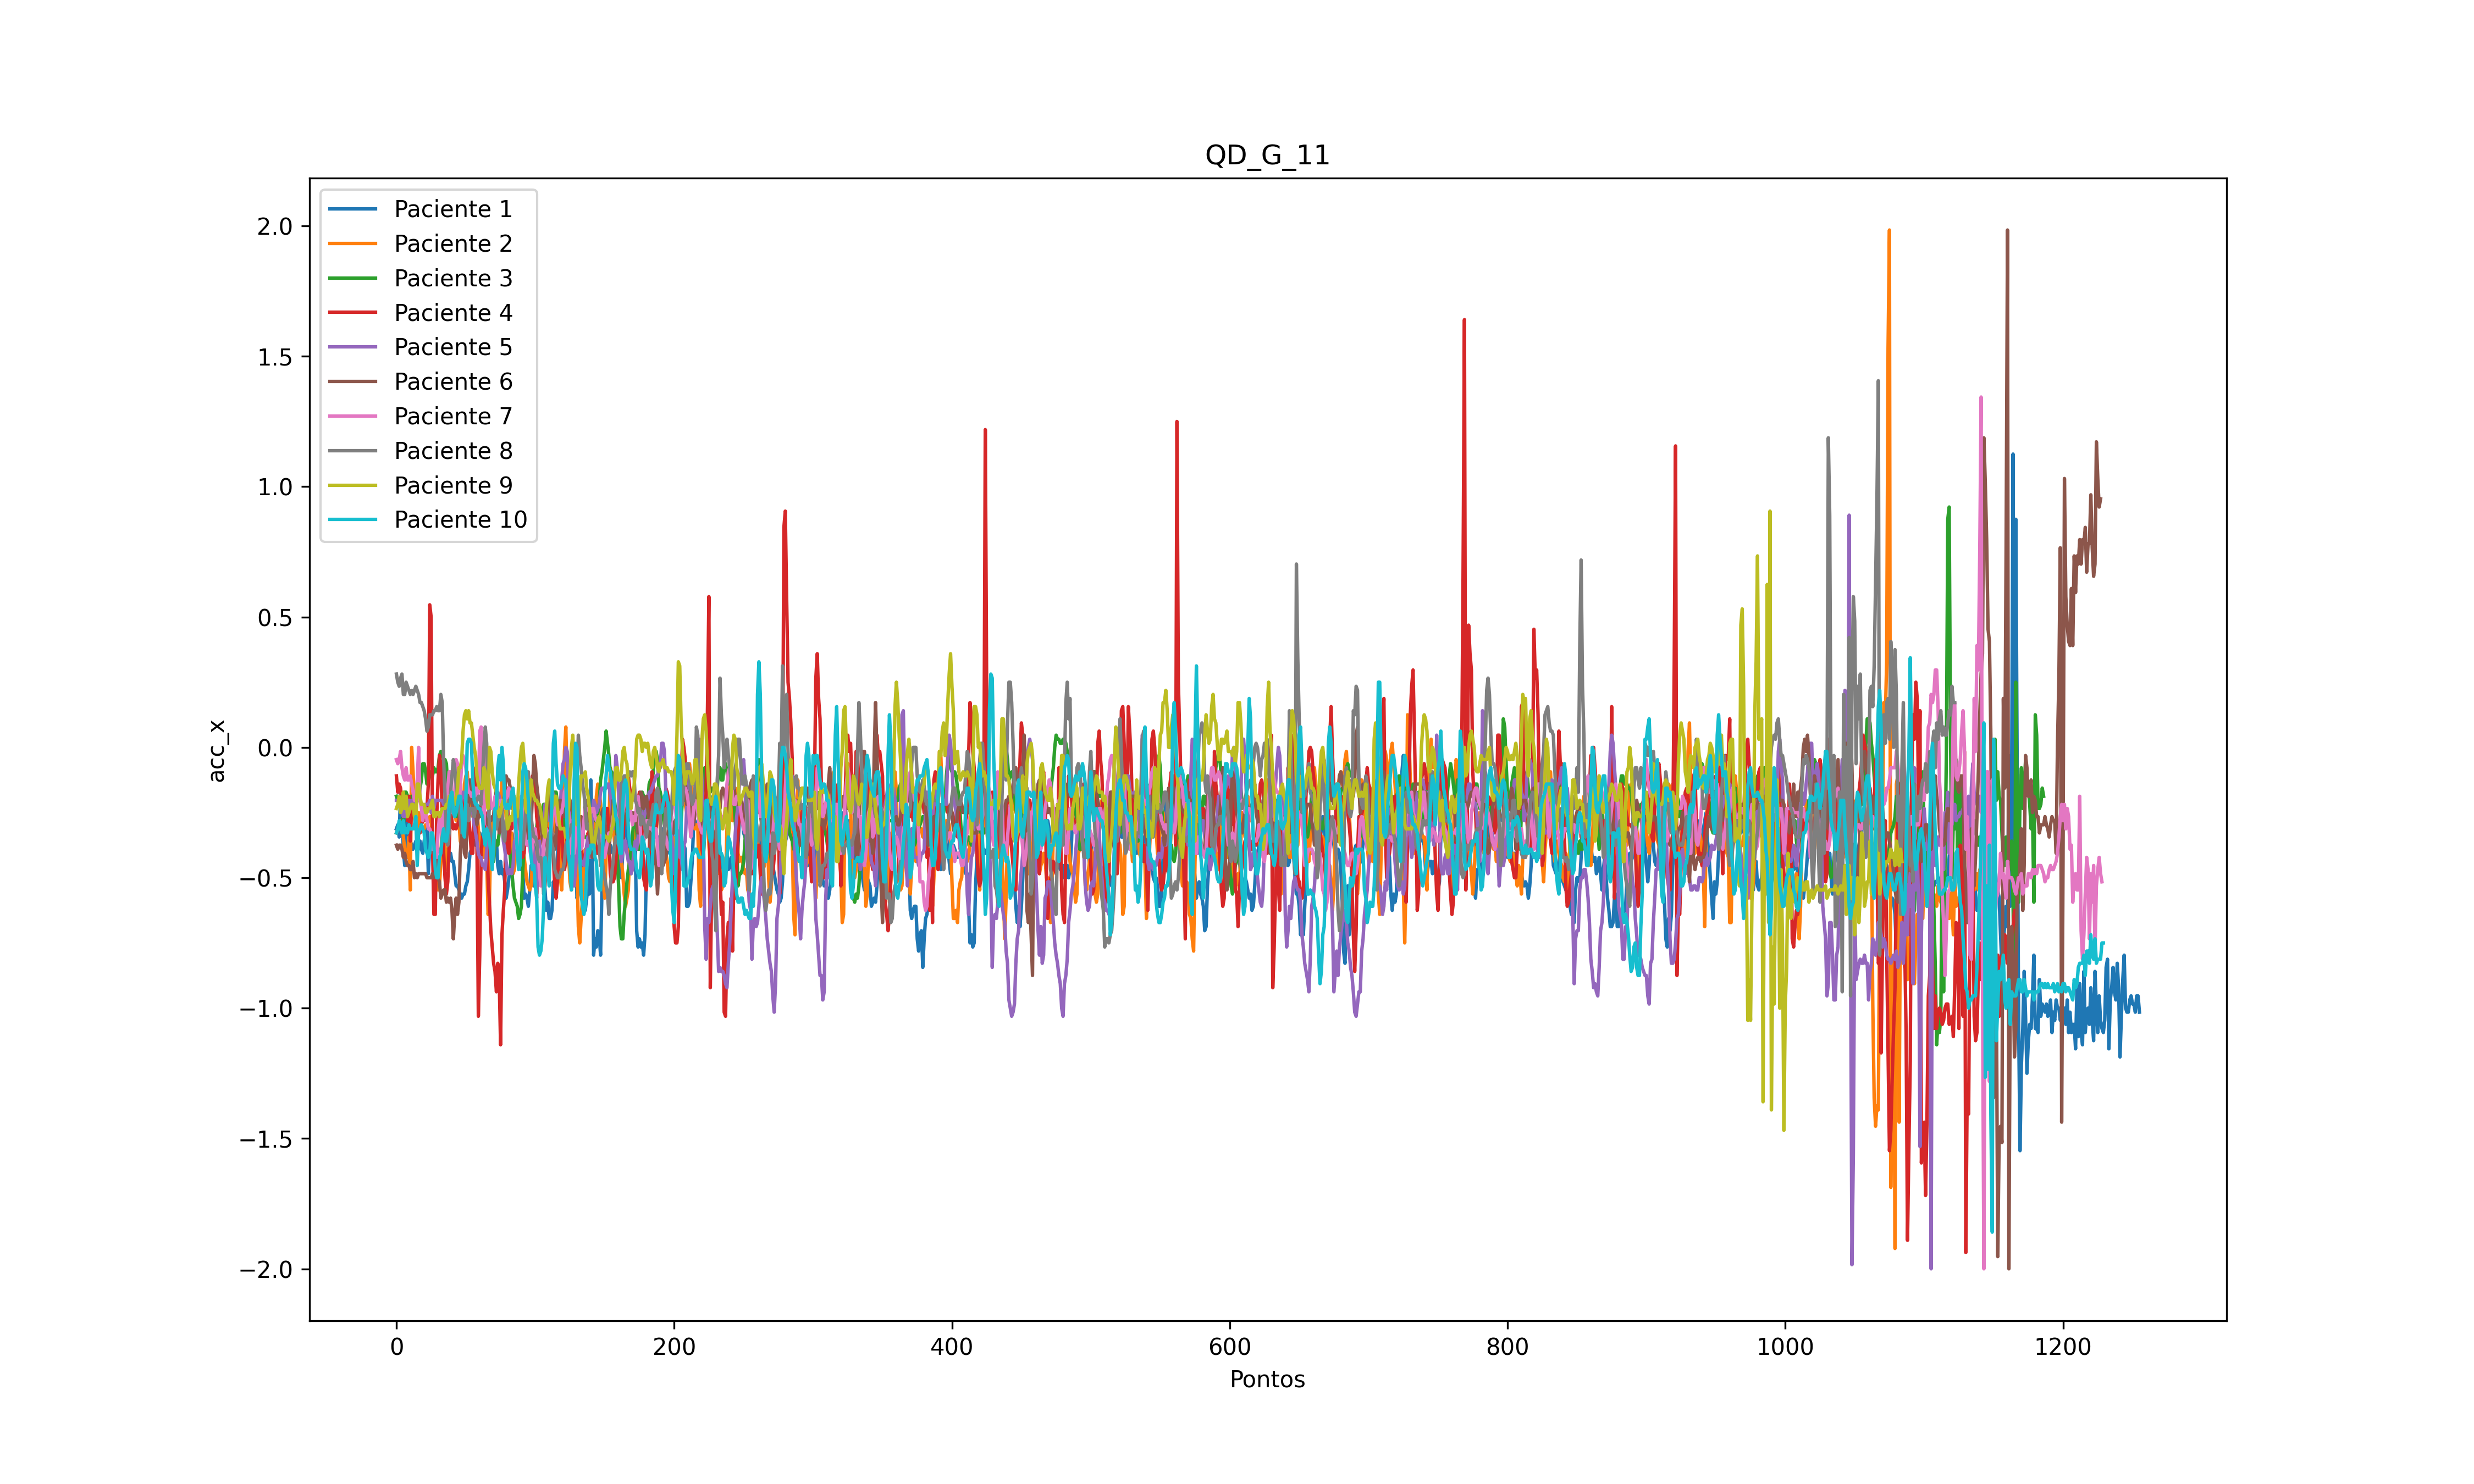 QD_G_11
Paciente 1
Paciente 2
Paciente 3
Paciente 4
Paciente 5
Paciente 6
Paciente 7
Paciente 8
Paciente 9
Paciente 10
2.0
1.5
1.0
0.5
0.0
−0.5
−1.0
−1.5
−2.0
acc_x
0 200 400 600 800 1000 1200
Pontos